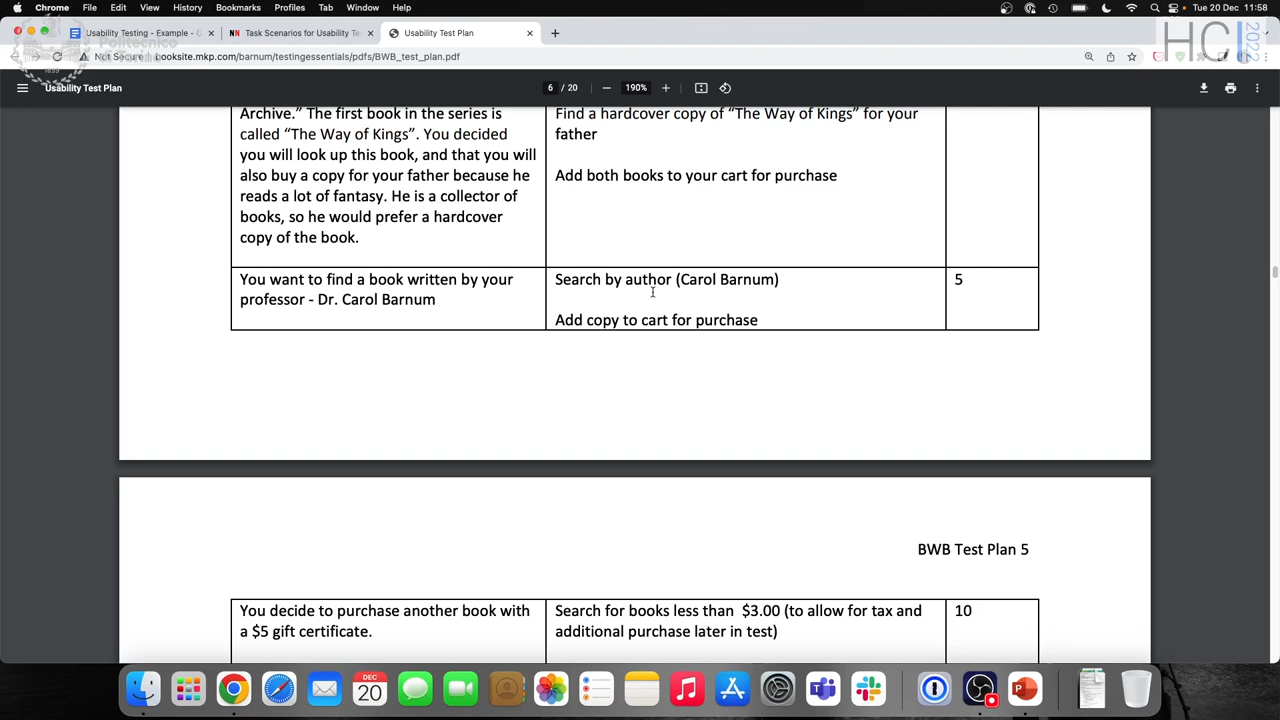 Chrome File Edit View History Bookmarks Profiles Tab Window Help Tue 20 Dec 11:58
Usability Testing - Example - G
Task Scenarios for Usability Te
Usability Test Plan
Not Secure booksite.mkp.com/barnum/testingessentials/pdfs/BWB_test_plan.pdf
Politecnico
1859
HCI 2022
Usability Test Plan 6 / 20 190%
Archive.” The first book in the series is
called “The Way of Kings”. You decided
you will look up this book, and that you will
also buy a copy for your father because he
reads a lot of fantasy. He is a collector of
books, so he would prefer a hardcover
copy of the book.
Find a hardcover copy of “The Way of Kings” for your
father
Add both books to your cart for purchase
You want to find a book written by your
professor - Dr. Carol Barnum
Search by author (Carol Barnum)
Add copy to cart for purchase
5
BWB Test Plan 5
You decide to purchase another book with
a $5 gift certificate.
Search for books less than $3.00 (to allow for tax and
additional purchase later in test)
10
DEC
20